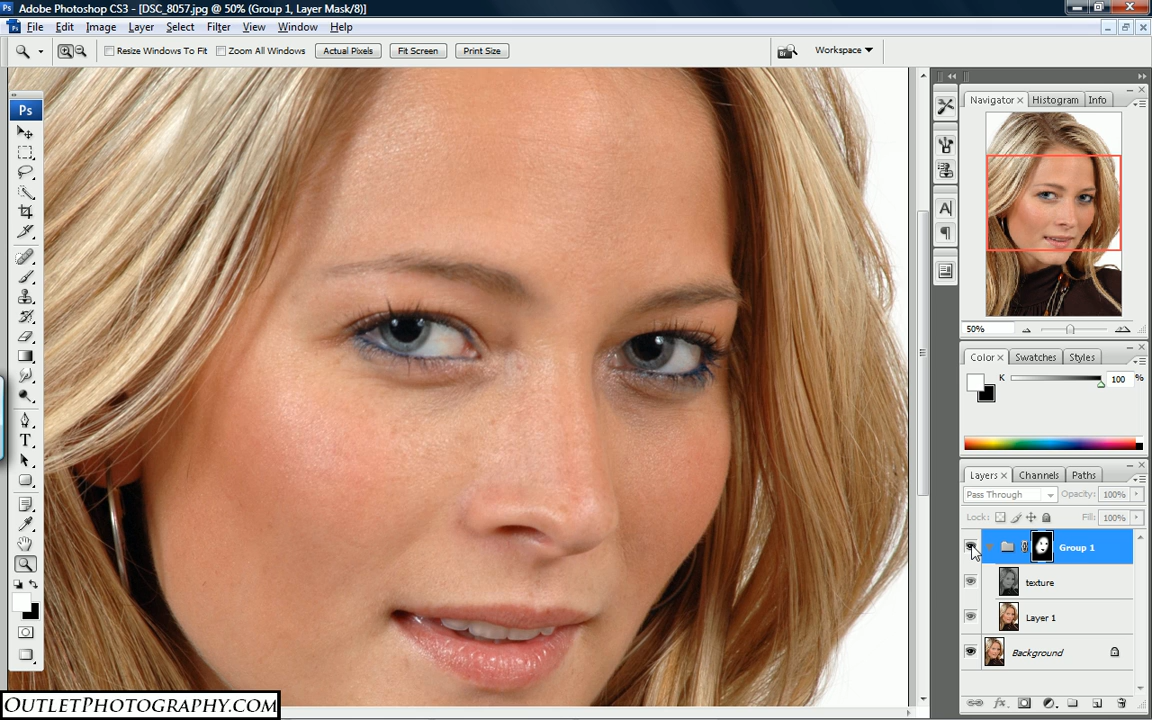 Adobe Photoshop CS3 - [DSC_8057.jpg @ 50% (Group 1, Layer Mask/8)]
File Edit Image Layer Select Filter View Window Help
Resize Windows To Fit Zoom All Windows Actual Pixels Fit Screen Print Size Workspace
Ps
T
Navigator Histogram Info
50%
Color Swatches Styles
K 100 %
Layers Channels Paths
Pass Through Opacity: 100%
Lock: Fill: 100%
Group 1
texture
Layer 1
Background
OutletPhotography.com